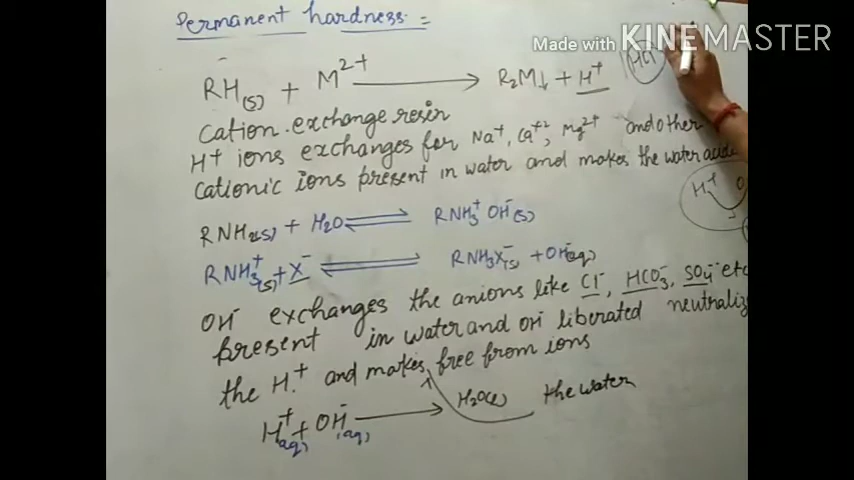 Permanent hardness =
Made with KINEMASTER
RH(s) + M2+ → R2M↓ + H+
HCl
Cation exchange resin
H+ ions exchanges for Na+, Ca+2, Mg2+ and other
Cationic ions present in water and makes the water acidic
H+ O
RNH2(s) + H2O ⇌ RNH3+ OH-(s)
RNH3+(s) + X- ⇌ RNH3X-(s) + OH-(aq)
OH- exchanges the anions like Cl-, HCO3-, SO4-- etc
present in water and OH- liberated neutraliz
the H+ and makes free from ions
the water
H+(aq) + OH-(aq) → H2O(l)